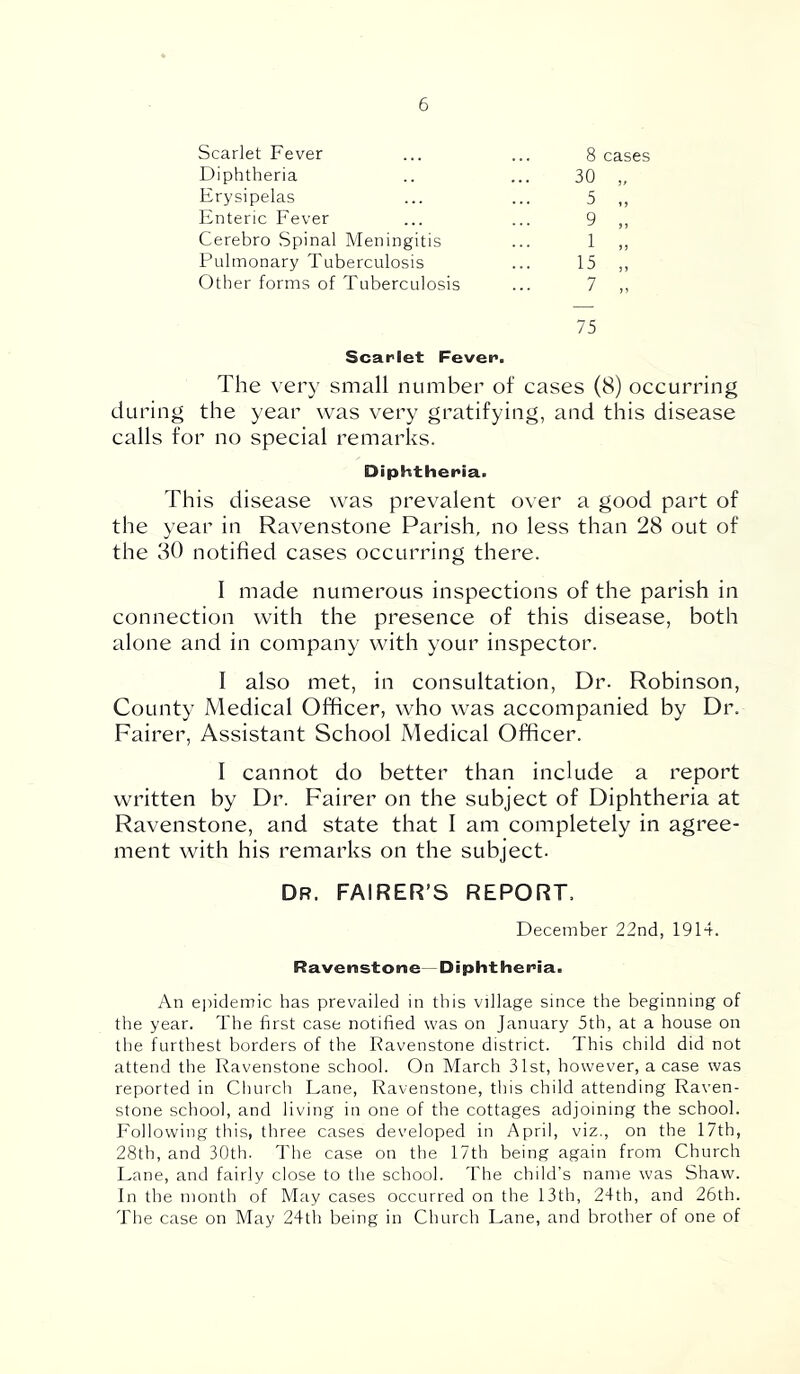 6
Scarlet Fever ... ... 8 cases
Diphtheria .. ... 30 ,,
Erysipelas ... ... 5 ,,
Enteric Fever ... ... 9 ,,
Cerebro Spinal Meningitis ... 1 ,,
Pulmonary Tuberculosis ... 15 ,,
Other forms of Tuberculosis ... 7 ,,
75
Scarlet Fever.
The very small number of cases (8) occurring
during the year was very gratifying, and this disease
calls for no special remarks.
Diphtheria.
This disease was prevalent over a good part of
the year in Ravenstone Parish, no less than 28 out of
the 30 notified cases occurring there.
I made numerous inspections of the parish in
connection with the presence of this disease, both
alone and in company with your inspector.
I also met, in consultation, Dr. Robinson,
County Medical Officer, who was accompanied by Dr.
Fairer, Assistant School Medical Officer.
I cannot do better than include a report
written by Dr. Fairer on the subject of Diphtheria at
Ravenstone, and state that I am completely in agree-
ment with his remarks on the subject.
DR. FAIRER'S REPORT.
December 22nd, 1914.
Ravenstone—Diphtheria.
An epidemic has prevailed in this village since the beginning of
the year. The first case notified was on January 5th, at a house on
the furthest borders of the Ravenstone district. This child did not
attend the Ravenstone school. On March 31st, however, a case was
reported in Church Lane, Ravenstone, this child attending Raven-
stone school, and living in one of the cottages adjoining the school.
Following this, three cases developed in April, viz., on the 17th,
28th, and 30th. The case on the 17th being again from Church
Lane, and fairly close to the school. The child's name was Shaw.
In the month of May cases occurred on the 13th, 24th, and 26th.
The case on May 24th being in Church Lane, and brother of one of